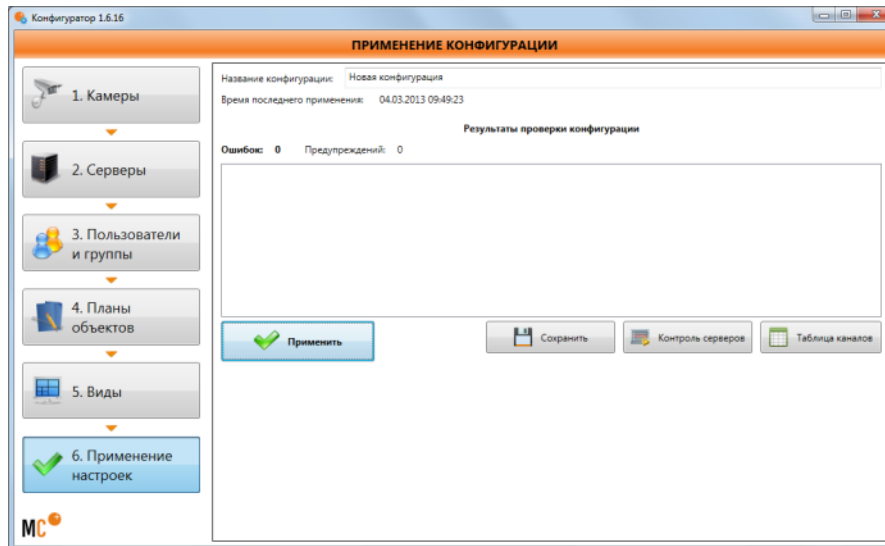 Конфигуратор 1.6.16
ПРИМЕНЕНИЕ КОНФИГУРАЦИИ
1. Камеры
2. Серверы
3. Пользователи
и группы
4. Планы
объектов
5. Виды
6. Применение
настроек
МС
Название конфигурации: Новая конфигурация
Время последнего применения: 04.03.2013 09:49:23
Результаты проверки конфигурации
Ошибок: 0 Предупреждений: 0
Применить
Сохранить
Контроль серверов
Таблица каналов